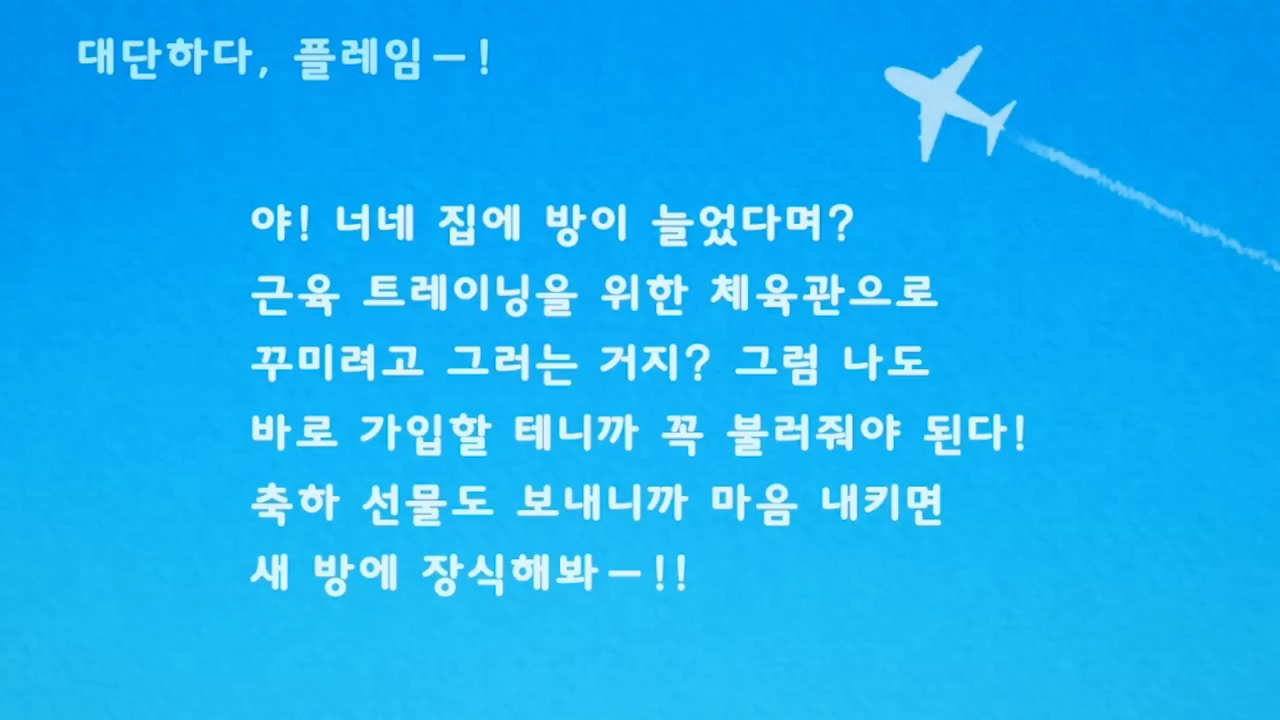 대단하다, 플레임ー!
야! 너네 집에 방이 늘었다며?
근육 트레이닝을 위한 체육관으로
꾸미려고 그러는 거지? 그럼 나도
바로 가입할 테니까 꼭 불러줘야 된다!
축하 선물도 보내니까 마음 내키면
새 방에 장식해봐ー!!